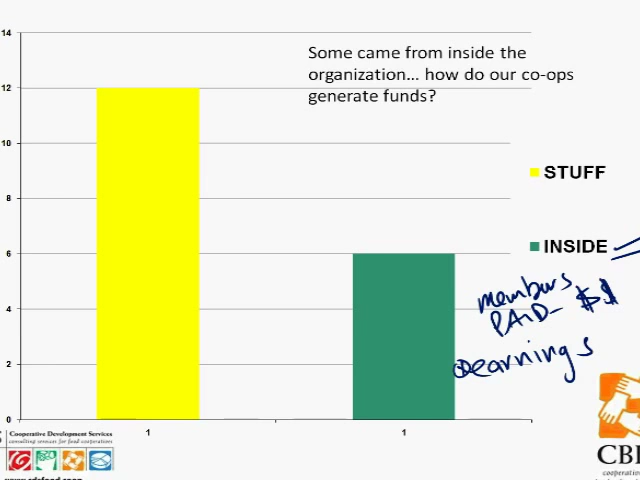 14
Some came from inside the
organization... how do our co-ops
generate funds?
12
10
8
6
4
2
0
STUFF
INSIDE
members
PAID- $$
earnings
1
1
Cooperative Development Services
consulting services for food cooperatives
CB